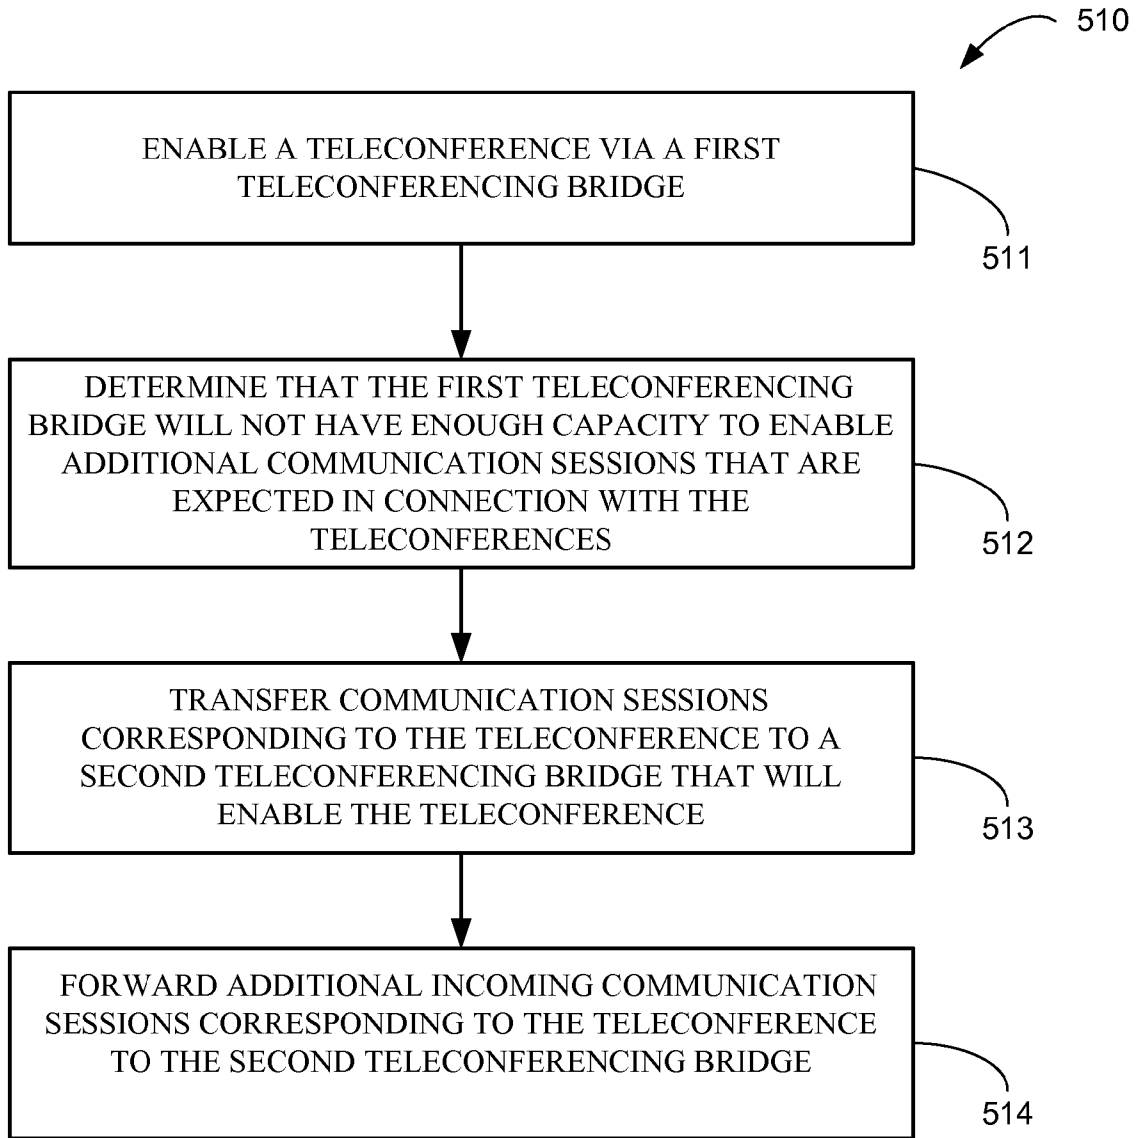 510
ENABLE A TELECONFERENCE VIA A FIRST
TELECONFERENCING BRIDGE
511
DETERMINE THAT THE FIRST TELECONFERENCING
BRIDGE WILL NOT HAVE ENOUGH CAPACITY TO ENABLE
ADDITIONAL COMMUNICATION SESSIONS THAT ARE
EXPECTED IN CONNECTION WITH THE
TELECONFERENCES
512
TRANSFER COMMUNICATION SESSIONS
CORRESPONDING TO THE TELECONFERENCE TO A
SECOND TELECONFERENCING BRIDGE THAT WILL
ENABLE THE TELECONFERENCE
513
FORWARD ADDITIONAL INCOMING COMMUNICATION
SESSIONS CORRESPONDING TO THE TELECONFERENCE
TO THE SECOND TELECONFERENCING BRIDGE
514